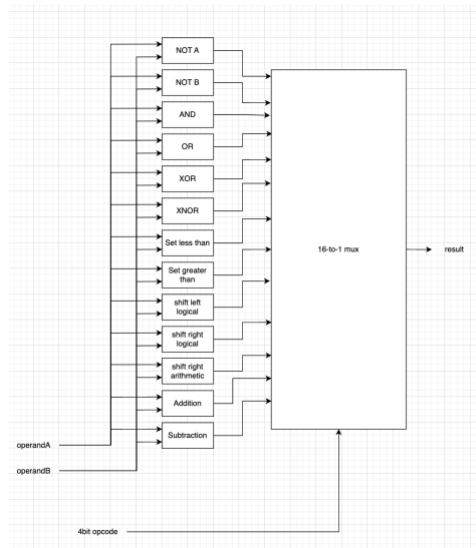 NOT A
NOT B
AND
OR
XOR
XNOR
Set less than
Set greater
than
shift left
logical
shift right
logical
shift right
arithmetic
Addition
Subtraction
16-to-1 mux
result
operandA
operandB
4bit opcode